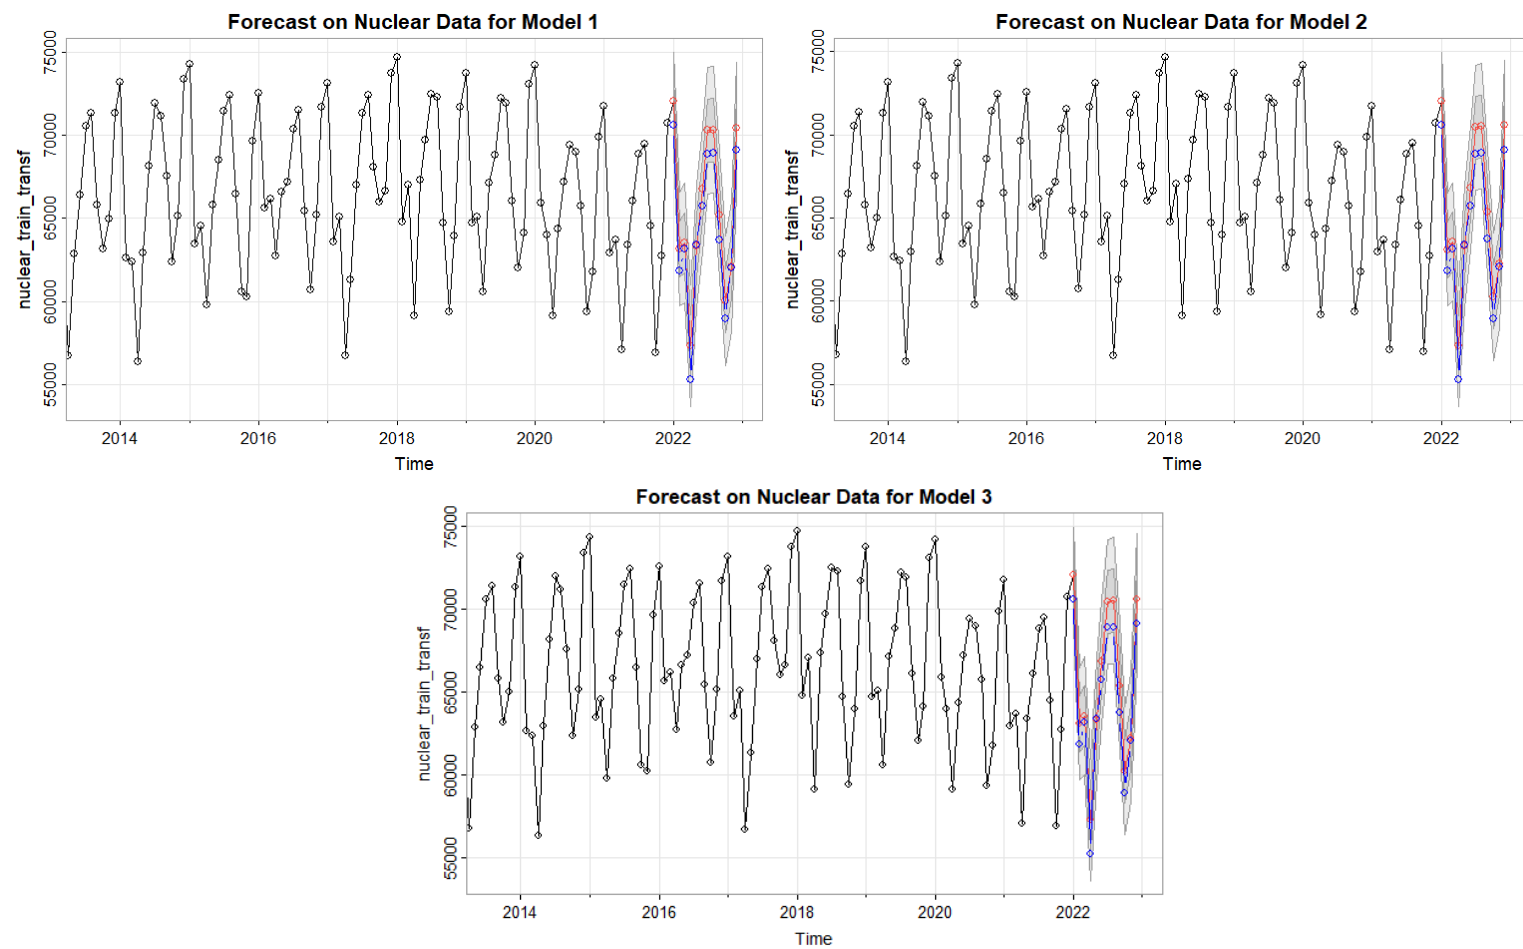 Forecast on Nuclear Data for Model 1
nuclear_train_transf
75000
70000
65000
60000
55000
2014 2016 2018 2020 2022
Time
Forecast on Nuclear Data for Model 2
nuclear_train_transf
75000
70000
65000
60000
55000
2014 2016 2018 2020 2022
Time
Forecast on Nuclear Data for Model 3
nuclear_train_transf
75000
70000
65000
60000
55000
2014 2016 2018 2020 2022
Time